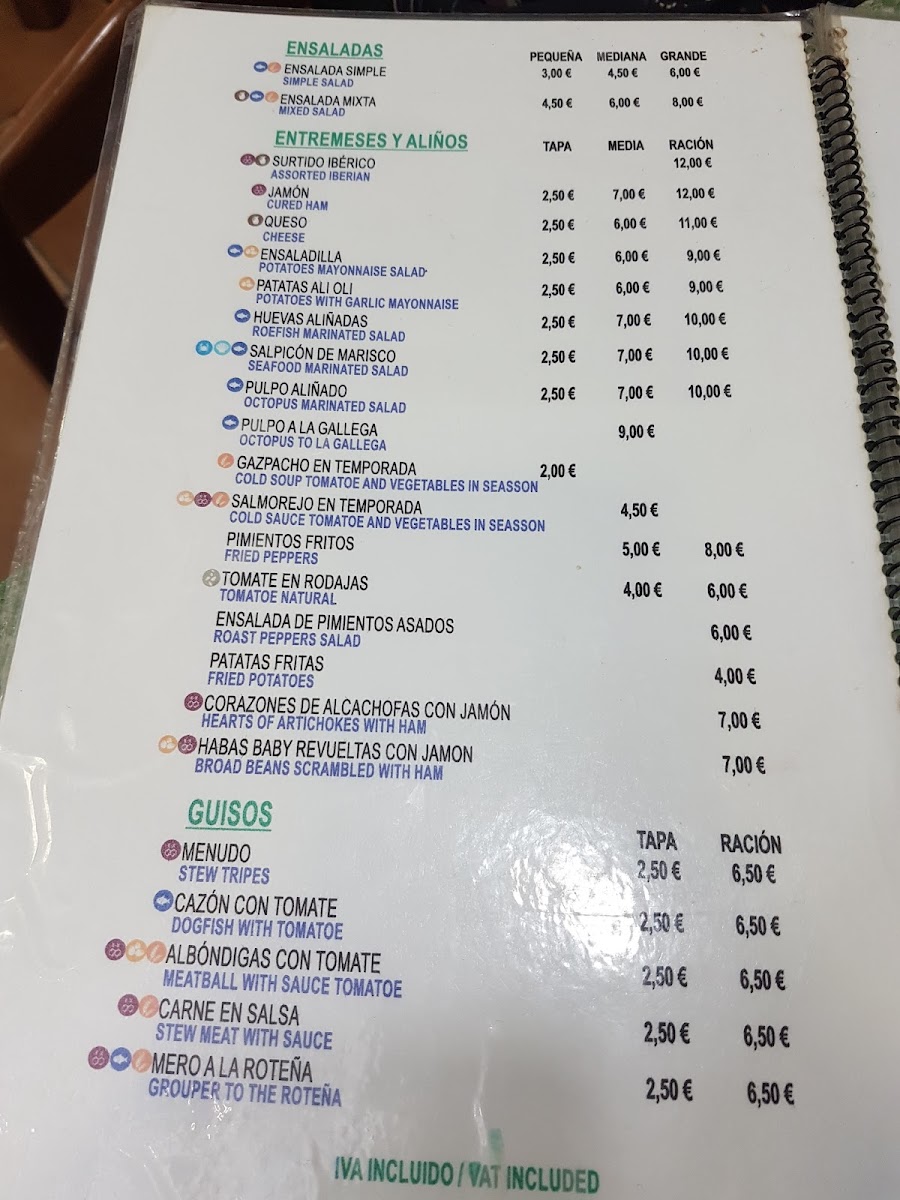 ENSALADAS PEQUEÑA MEDIANA GRANDE
ENSALADA SIMPLE 3,00 € 4,50 € 6,00 €
SIMPLE SALAD
ENSALADA MIXTA 4,50 € 6,00 € 8,00 €
MIXED SALAD
ENTREMESES Y ALIÑOS TAPA MEDIA RACIÓN
SURTIDO IBÉRICO 12,00 €
ASSORTED IBERIAN
JAMÓN 2,50 € 7,00 € 12,00 €
CURED HAM
QUESO 2,50 € 6,00 € 11,00 €
CHEESE
ENSALADILLA 2,50 € 6,00 € 9,00 €
POTATOES MAYONNAISE SALAD
PATATAS ALI OLI 2,50 € 6,00 € 9,00 €
POTATOES WITH GARLIC MAYONNAISE
HUEVAS ALIÑADAS 2,50 € 7,00 € 10,00 €
ROEFISH MARINATED SALAD
SALPICÓN DE MARISCO 2,50 € 7,00 € 10,00 €
SEAFOOD MARINATED SALAD
PULPO ALIÑADO 2,50 € 7,00 € 10,00 €
OCTOPUS MARINATED SALAD
PULPO A LA GALLEGA 9,00 €
OCTOPUS TO LA GALLEGA
GAZPACHO EN TEMPORADA 2,00 €
COLD SOUP TOMATOE AND VEGETABLES IN SEASSON
SALMOREJO EN TEMPORADA 4,50 €
COLD SAUCE TOMATOE AND VEGETABLES IN SEASSON
PIMIENTOS FRITOS 5,00 € 8,00 €
FRIED PEPPERS
TOMATE EN RODAJAS 4,00 € 6,00 €
TOMATOE NATURAL
ENSALADA DE PIMIENTOS ASADOS 6,00 €
ROAST PEPPERS SALAD
PATATAS FRITAS 4,00 €
FRIED POTATOES
CORAZONES DE ALCACHOFAS CON JAMÓN 7,00 €
HEARTS OF ARTICHOKES WITH HAM
HABAS BABY REVUELTAS CON JAMON 7,00 €
BROAD BEANS SCRAMBLED WITH HAM
GUISOS TAPA RACIÓN
MENUDO 2,50 € 6,50 €
STEW TRIPES
CAZÓN CON TOMATE 2,50 € 6,50 €
DOGFISH WITH TOMATOE
ALBÓNDIGAS CON TOMATE 2,50 € 6,50 €
MEATBALL WITH SAUCE TOMATOE
CARNE EN SALSA 2,50 € 6,50 €
STEW MEAT WITH SAUCE
MERO A LA ROTEÑA 2,50 € 6,50 €
GROUPER TO THE ROTEÑA
IVA INCLUIDO / VAT INCLUDED